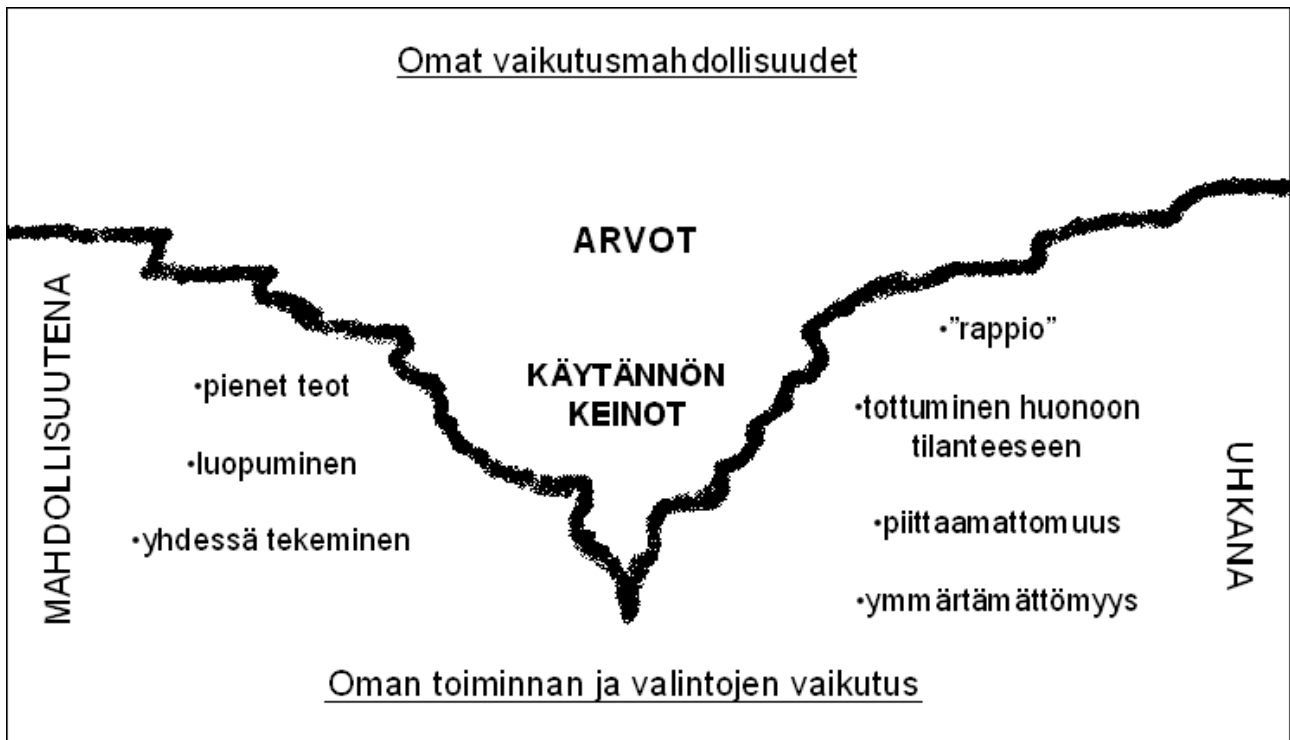 Omat vaikutusmahdollisuudet
ARVOT
KÄYTÄNNÖN
KEINOT
MAHDOLLISUUTENA
•pienet teot
•luopuminen
•yhdessä tekeminen
•"rappio"
•tottuminen huonoon
tilanteeseen
•piittaamattomuus
•ymmärtämättömyys
UHKANA
Oman toiminnan ja valintojen vaikutus